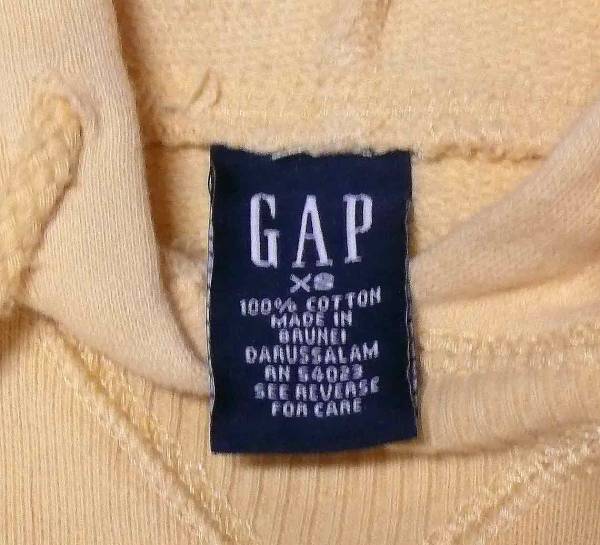 GAP
XS
100% COTTON
MADE IN
BRUNEI
DARUSSALAM
RN 54023
SEE REVERSE
FOR CARE